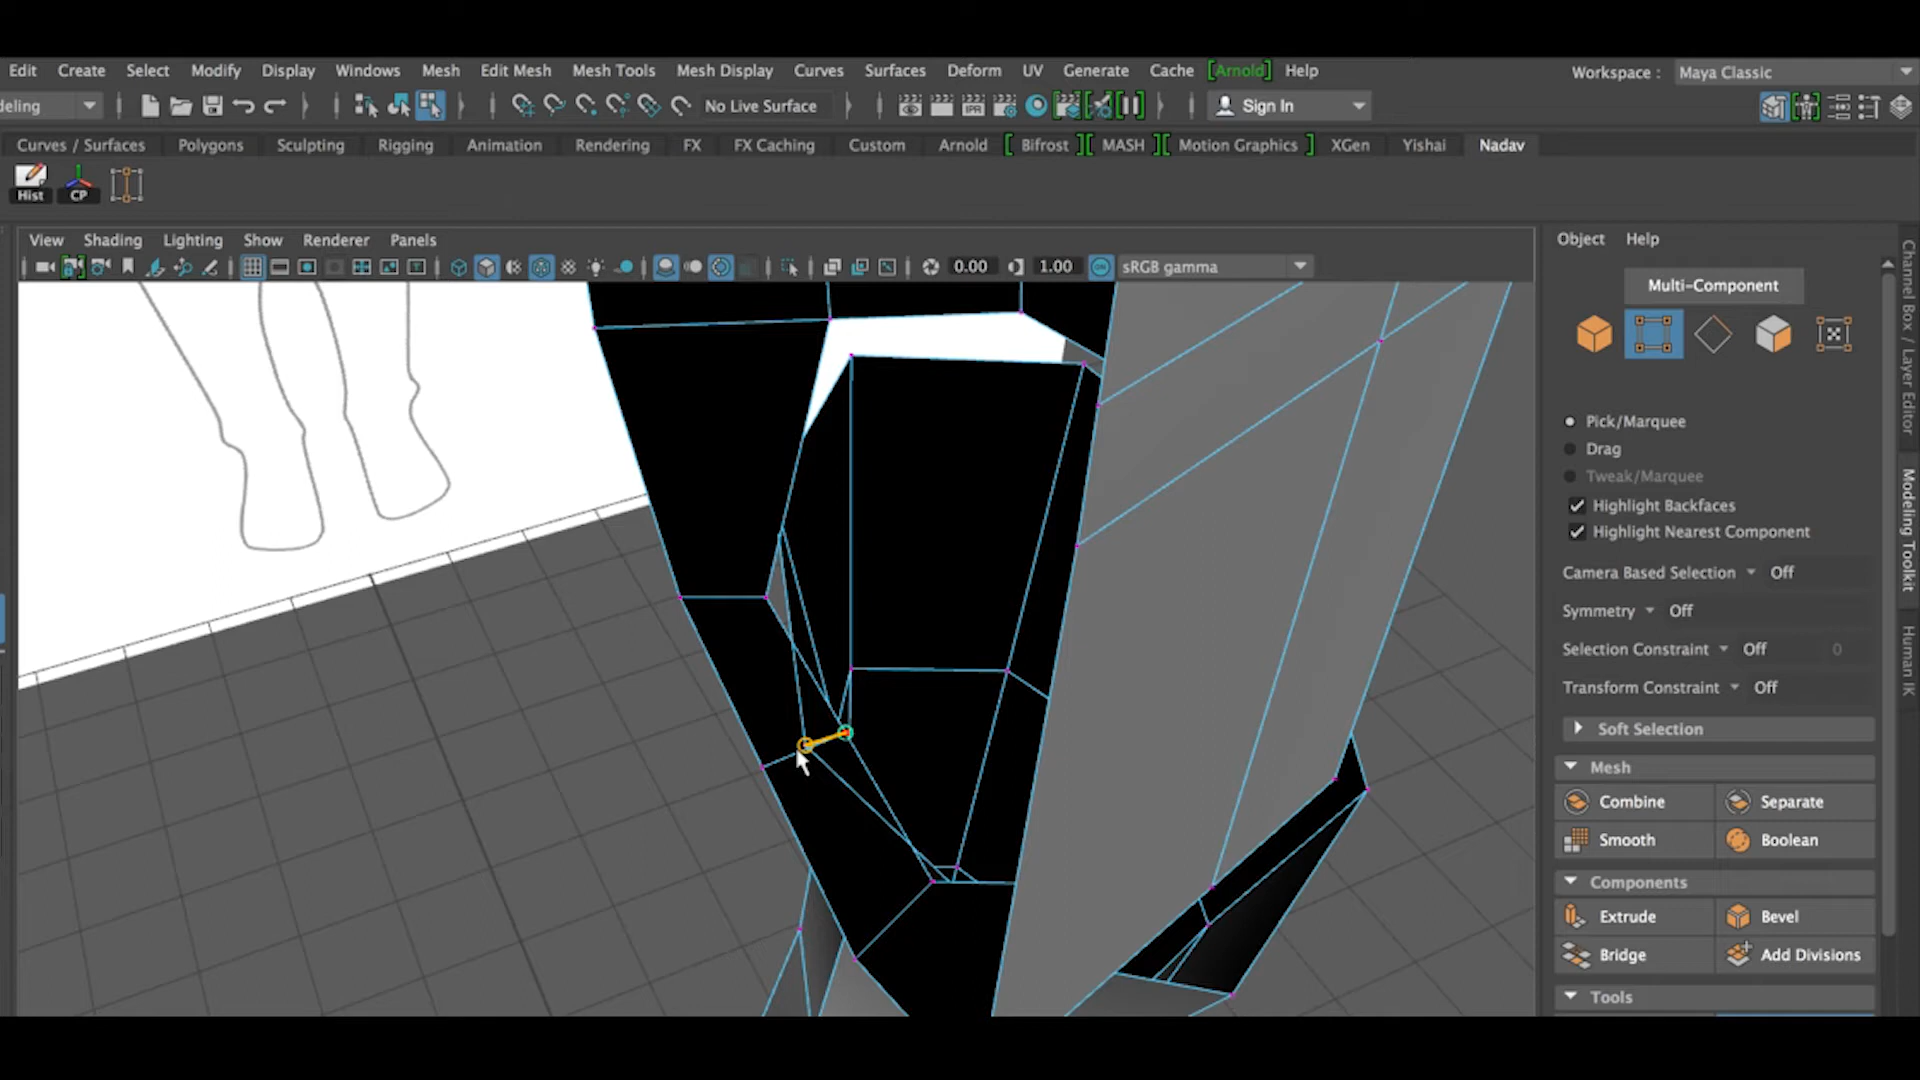 Edit Create Select Modify Display Windows Mesh Edit Mesh Mesh Tools Mesh Display Curves Surfaces Deform UV Generate Cache [Arnold] Help Workspace : Maya Classic
deling No Live Surface Sign In
Curves / Surfaces Polygons Sculpting Rigging Animation Rendering FX FX Caching Custom Arnold [ Bifrost ] [ MASH ] [ Motion Graphics ] XGen Yishai Nadav
Hist CP
View Shading Lighting Show Renderer Panels
0.00 1.00 sRGB gamma
Object Help
Multi-Component
Pick/Marquee
Drag
Tweak/Marquee
Highlight Backfaces
Highlight Nearest Component
Camera Based Selection Off
Symmetry Off
Selection Constraint Off 0
Transform Constraint Off
Soft Selection
Mesh
Combine Separate
Smooth Boolean
Components
Extrude Bevel
Bridge Add Divisions
Tools
Channel Box / Layer Editor
Modeling Toolkit
Human IK